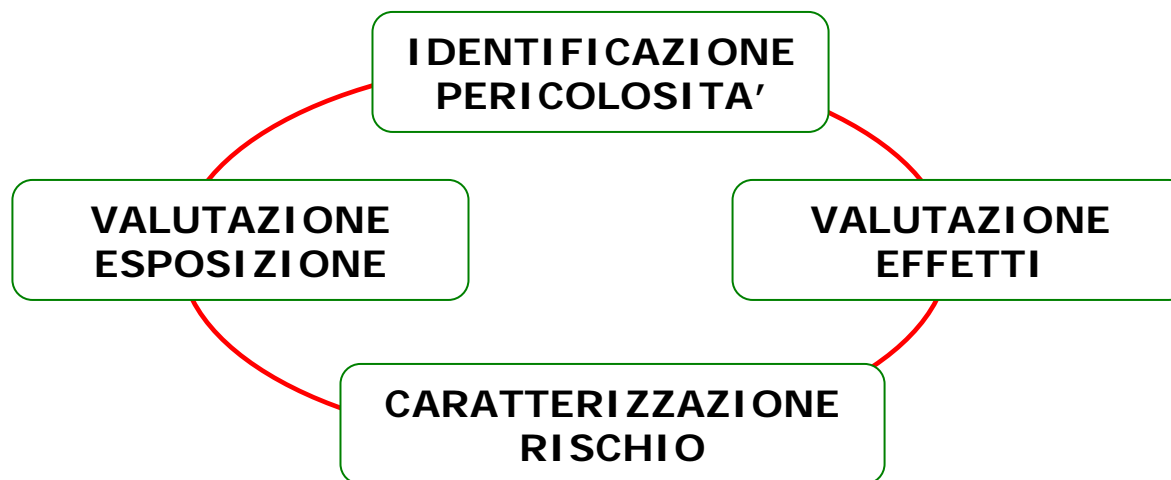 IDENTIFICAZIONE
PERICOLOSITA’
VALUTAZIONE
ESPOSIZIONE
VALUTAZIONE
EFFETTI
CARATTERIZZAZIONE
RISCHIO